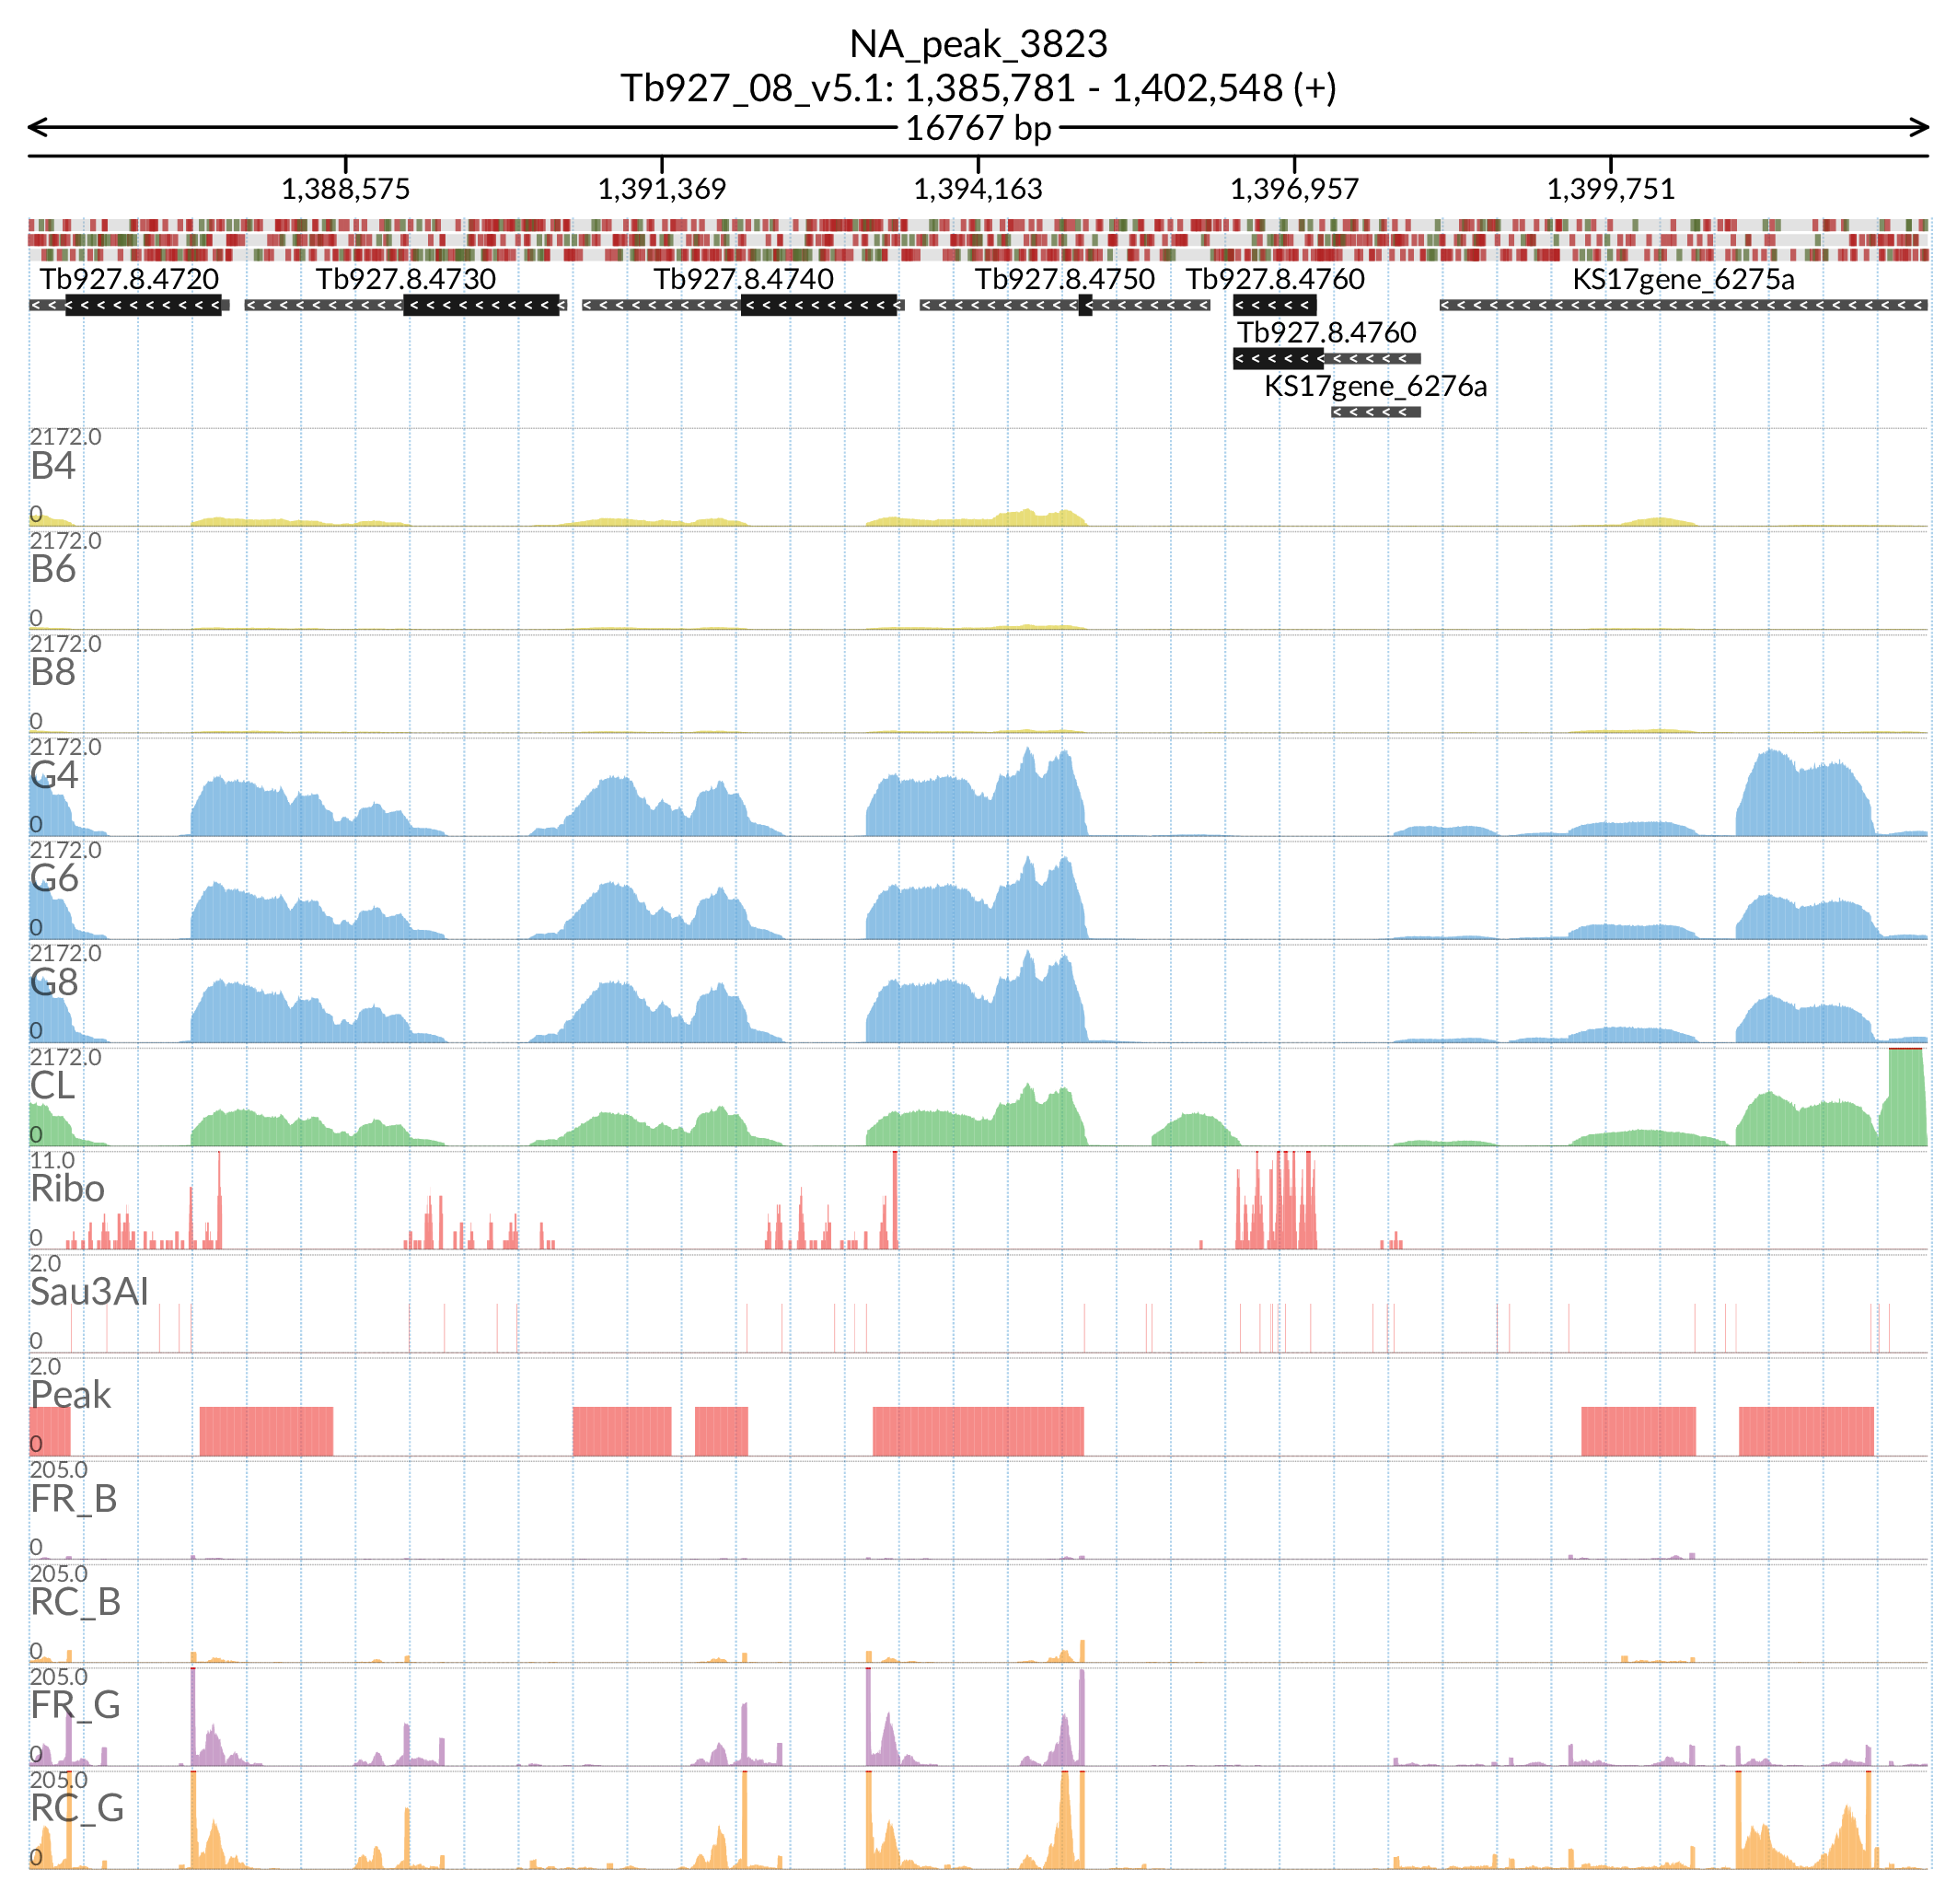 NA_peak_3823
Tb927_08_v5.1: 1,385,781 - 1,402,548 (+)
16767 bp
1,388,575 1,391,369 1,394,163 1,396,957 1,399,751
Tb927.8.4720 Tb927.8.4730 Tb927.8.4740 Tb927.8.4750 Tb927.8.4760 KS17gene_6275a
Tb927.8.4760
KS17gene_6276a
2172.0
B4
0
2172.0
B6
0
2172.0
B8
0
2172.0
G4
0
2172.0
G6
0
2172.0
G8
0
2172.0
CL
0
11.0
Ribo
0
2.0
Sau3AI
0
2.0
Peak
0
205.0
FR_B
0
205.0
RC_B
0
205.0
FR_G
0
205.0
RC_G
0